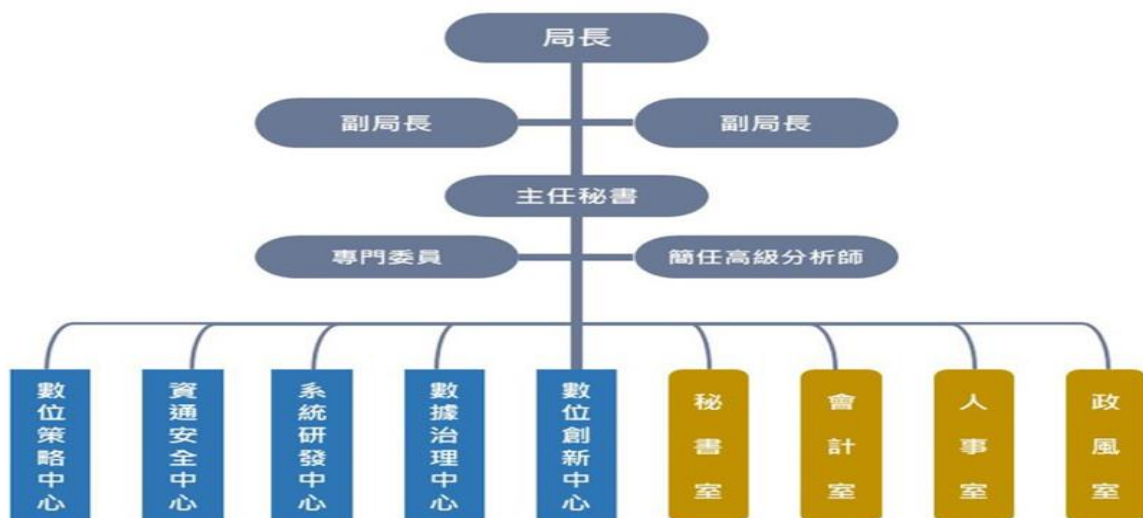 局長
副局長
副局長
主任秘書
專門委員
簡任高級分析師
數位策略中心
資通安全中心
系統研發中心
數據治理中心
數位創新中心
秘書室
會計室
人事室
政風室